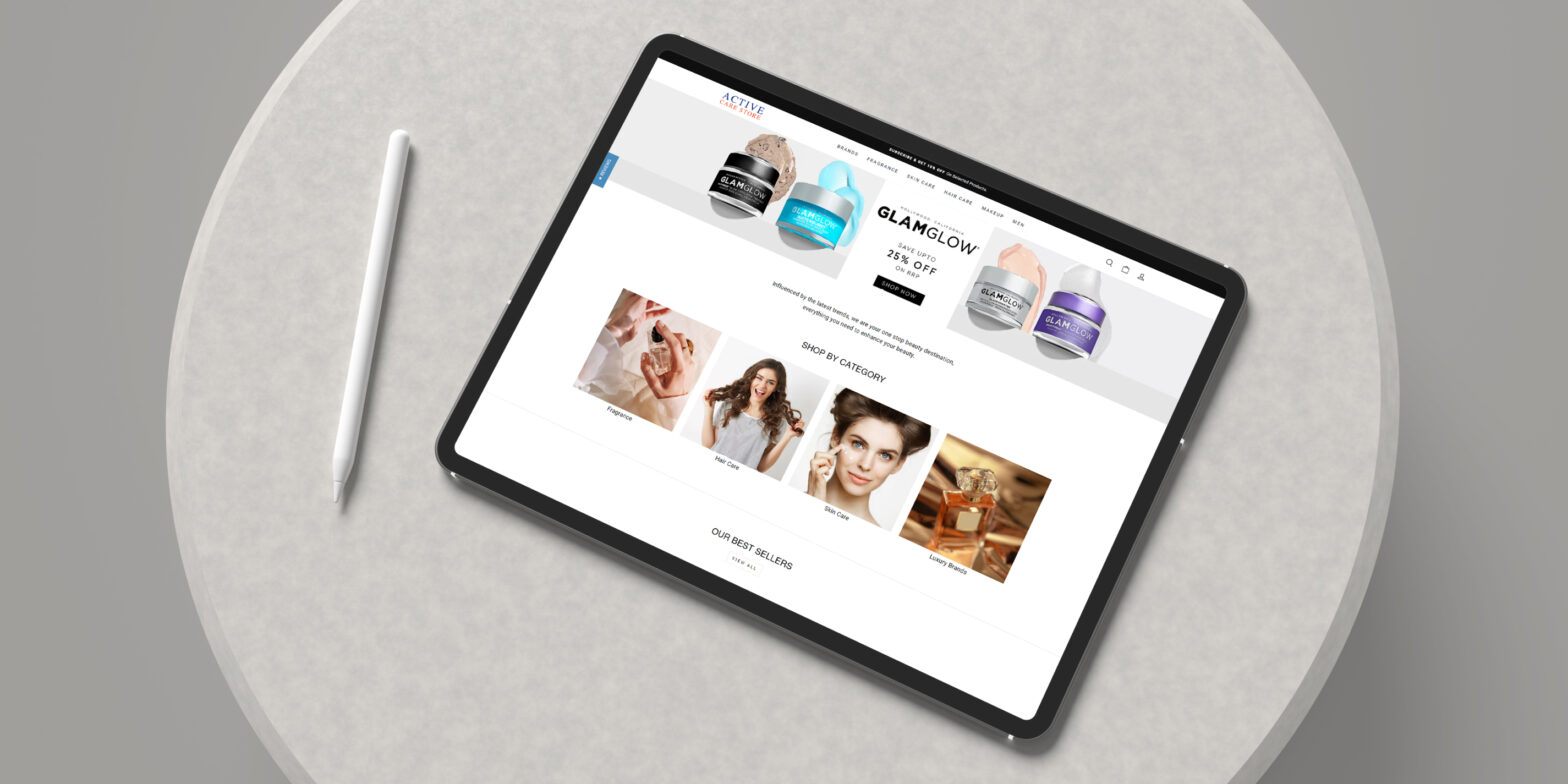 SUBSCRIBE & GET 10% OFF On Selected Products.
ACTIVE
CARE STORE
BRANDS FRAGRANCE SKIN CARE HAIR CARE MAKEUP MEN
★ REVIEWS
GLAMGLOW
GLAMGLOW
HOLLYWOOD, CALIFORNIA
GLAMGLOW
SAVE UPTO
25% OFF
ON RRP
SHOP NOW
GLAMGLOW
GLAMGLOW
Influenced by the latest trends, we are your one stop beauty destination,
everything you need to enhance your beauty.
SHOP BY CATEGORY
Fragrance
Hair Care
Skin Care
Luxury Brands
OUR BEST SELLERS
VIEW ALL